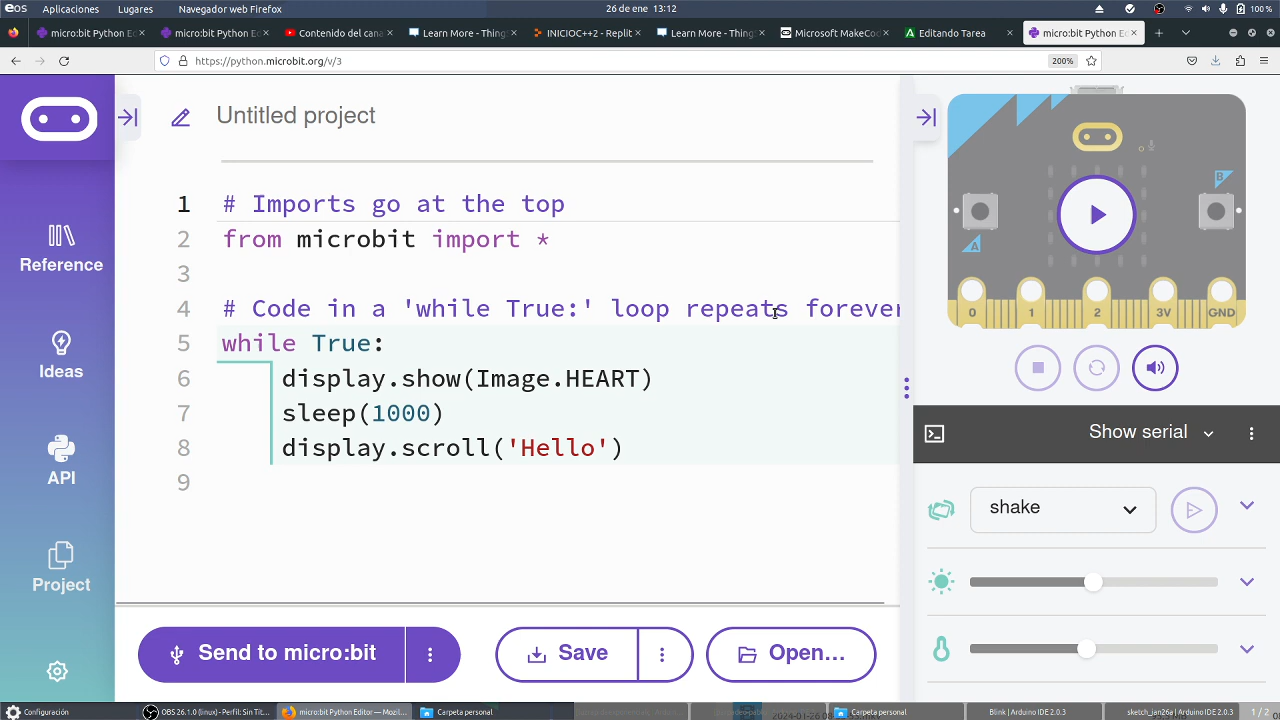 eos Aplicaciones Lugares Navegador web Firefox 26 de ene 13:12 100 %
micro:bit Python Ec micro:bit Python Ec Contenido del cana Learn More - Thing INICIOC++2 - Replit Learn More - Thing Microsoft MakeCod Editando Tarea micro:bit Python Ec
https://python.microbit.org/v/3 200%
Untitled project
Reference
Ideas
API
Project
1 # Imports go at the top
2 from microbit import *
3
4 # Code in a 'while True:' loop repeats forever
5 while True:
6 display.show(Image.HEART)
7 sleep(1000)
8 display.scroll('Hello')
9
Send to micro:bit
Save
Open...
A
B
0 1 2 3V GND
Show serial
shake
Configuración OBS 26.1.0 (linux) - Perfil: Sin Tít... micro:bit Python Editor — Mozil... Carpeta personal Carpeta personal Blink | Arduino IDE 2.0.3 sketch_jan26a | Arduino IDE 2.0.3 1 / 2